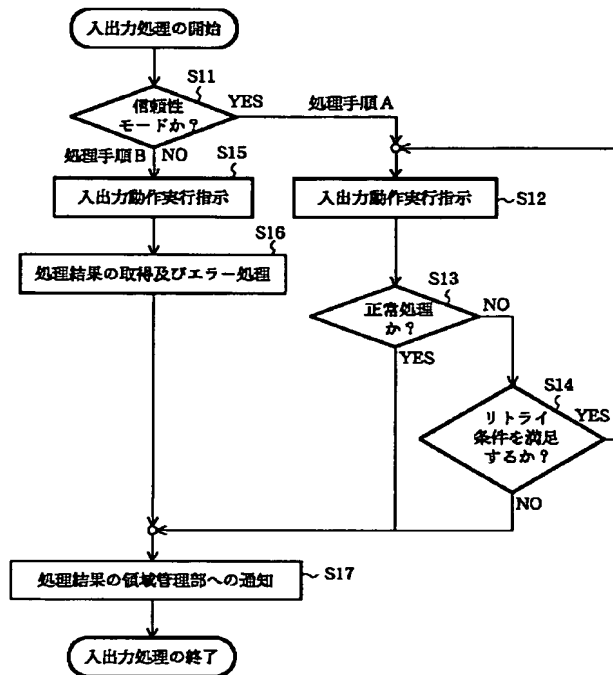 入出力処理の開始
S11
信頼性
モードか？
YES
処理手順A
処理手順B
NO
S15
入出力動作実行指示
入出力動作実行指示
S12
S16
処理結果の取得及びエラー処理
S13
正常処理
か？
NO
YES
S14
リトライ
条件を満足
するか？
YES
NO
処理結果の領域管理部への通知
S17
入出力処理の終了